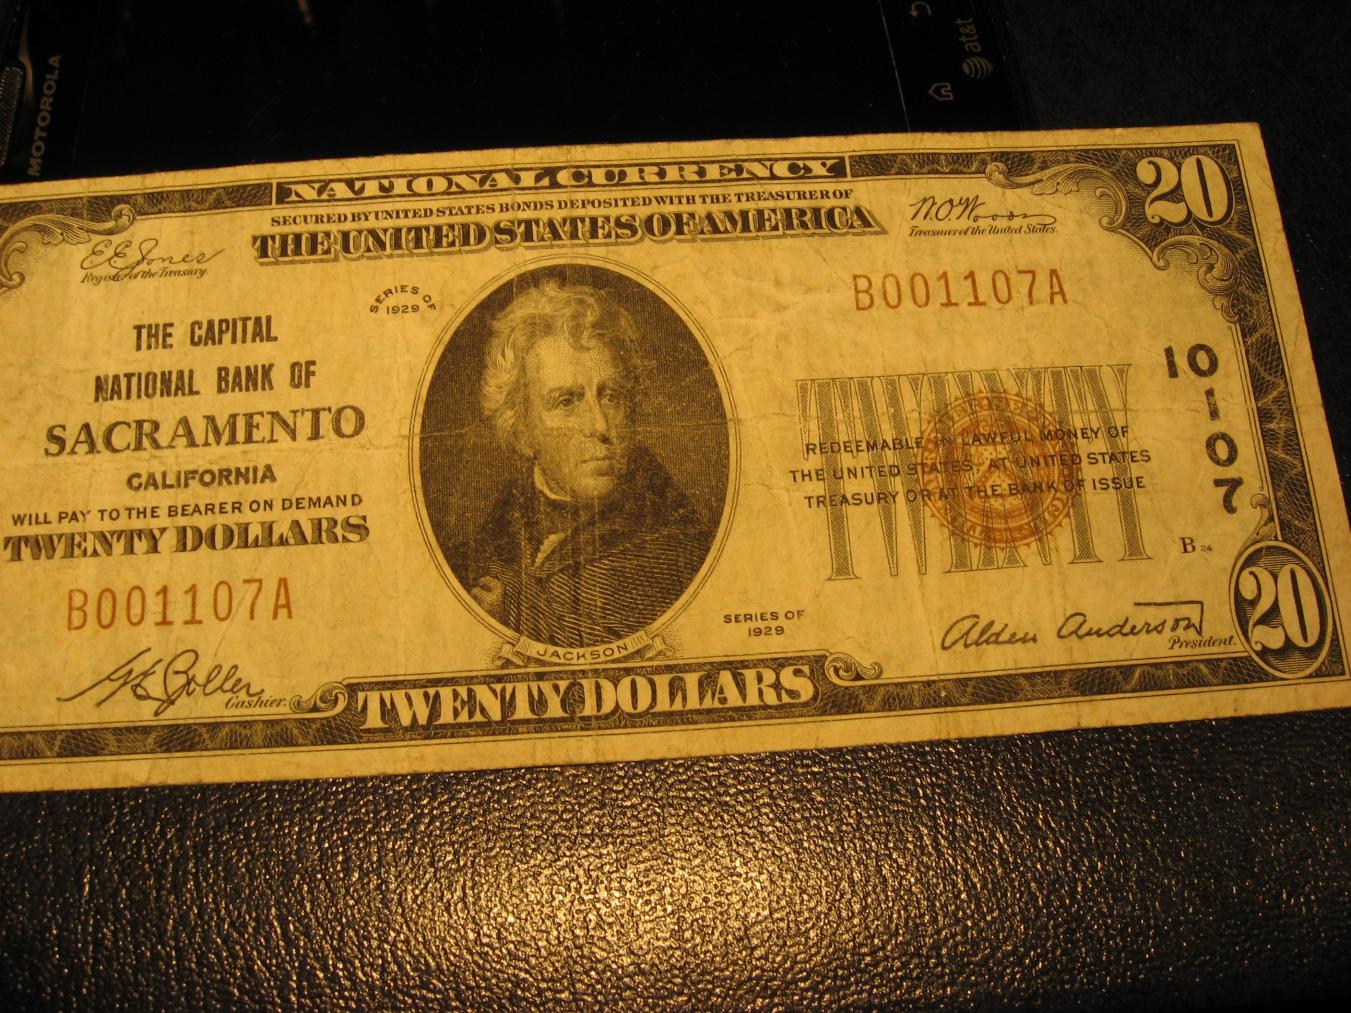 MOTOROLA
at&t
NATIONAL CURRENCY
SECURED BY UNITED STATES BONDS DEPOSITED WITH THE TREASURER OF
THE UNITED STATES OF AMERICA
20
E.E. Jones
Register of the Treasury.
W.O. Woods
Treasurer of the United States.
SERIES OF
1929
B001107A
THE CAPITAL
NATIONAL BANK OF
SACRAMENTO
CALIFORNIA
WILL PAY TO THE BEARER ON DEMAND
TWENTY DOLLARS
B001107A
Cashier.
JACKSON
TWENTY DOLLARS
TWENTY
REDEEMABLE IN LAWFUL MONEY OF
THE UNITED STATES, AT UNITED STATES
TREASURY OR AT THE BANK OF ISSUE
10107
B 24
SERIES OF
1929
Alden Anderson
President.
20